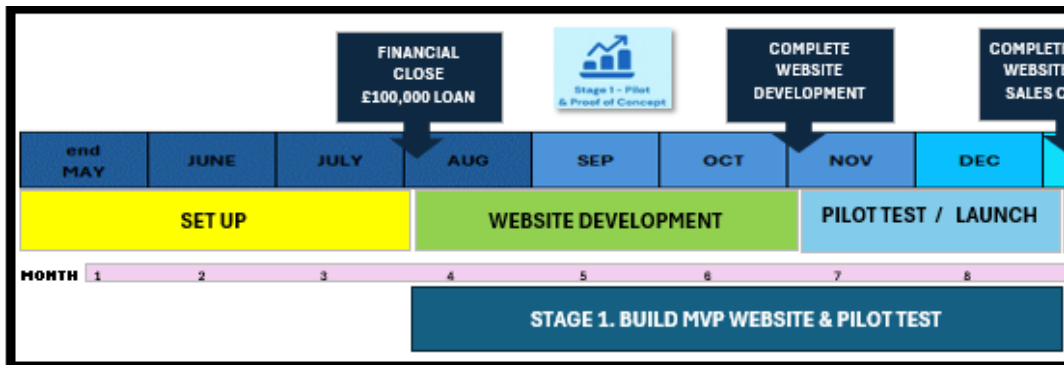 FINANCIAL
CLOSE
£100,000 LOAN
Stage 1 - Pilot
& Proof of Concept
COMPLETE
WEBSITE
DEVELOPMENT
COMPLETE
WEBSIT
SALES
end
MAY
JUNE
JULY
AUG
SEP
OCT
NOV
DEC
SET UP
WEBSITE DEVELOPMENT
PILOT TEST / LAUNCH
MONTH 1 2 3 4 5 6 7 8
STAGE 1. BUILD MVP WEBSITE & PILOT TEST